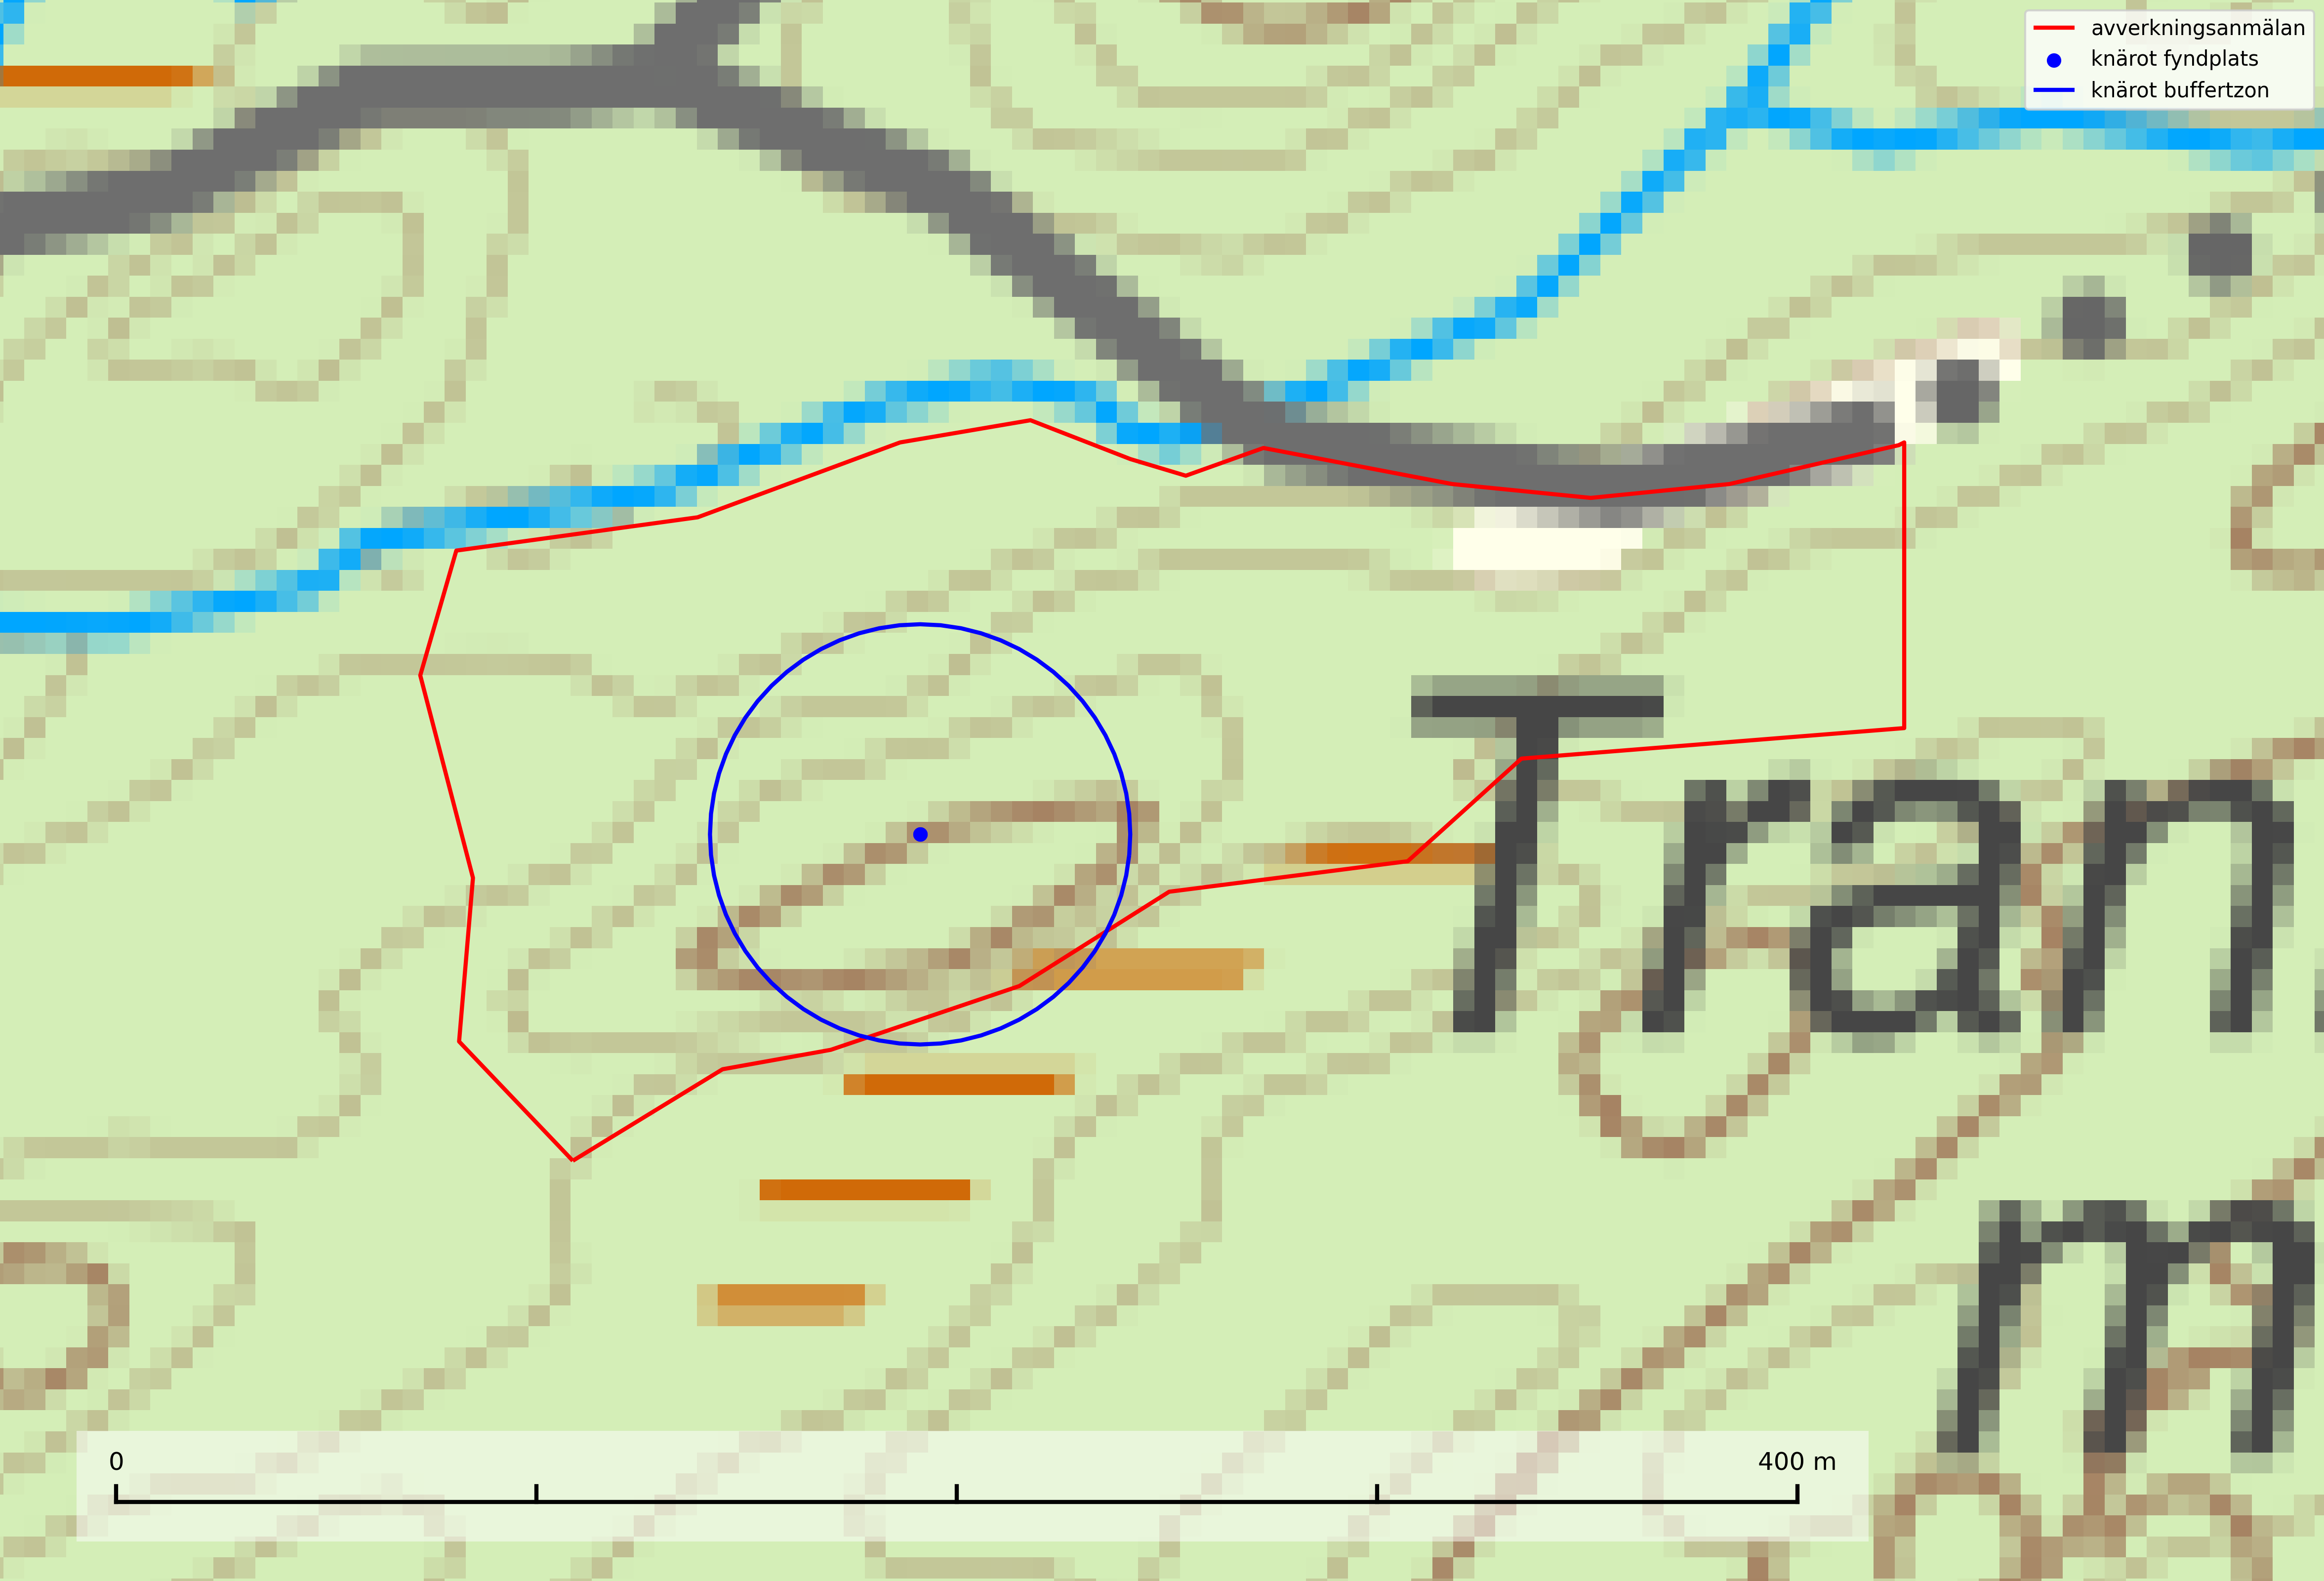 avverkningsanmälan
knärot fyndplats
knärot buffertzon
Tran
m
0 400 m